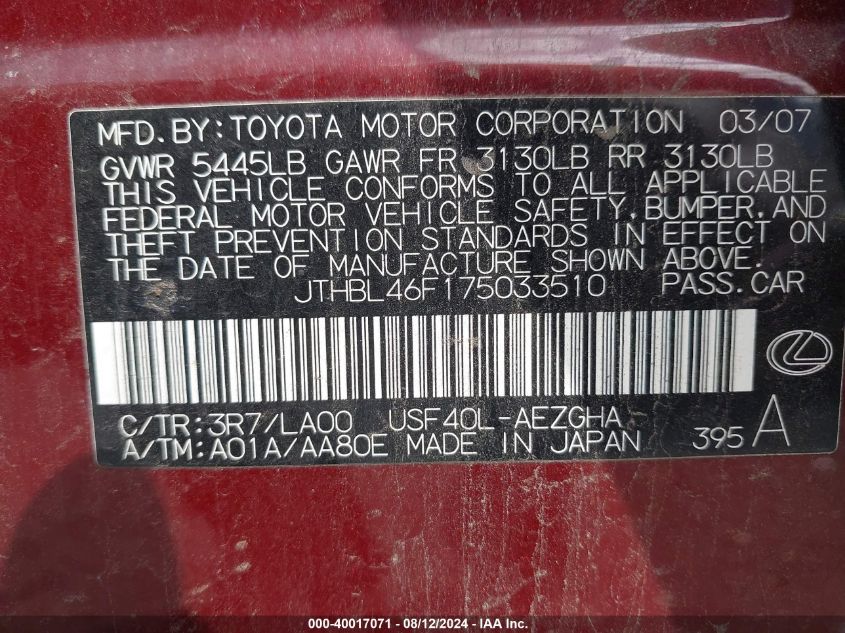 MFD.BY:TOYOTA MOTOR CORPORATION 03/07
GVWR 5445LB GAWR FR 3130LB RR 3130LB
THIS VEHICLE CONFORMS TO ALL APPLICABLE
FEDERAL MOTOR VEHICLE SAFETY,BUMPER,AND
THEFT PREVENTION STANDARDS IN EFFECT ON
THE DATE OF MANUFACTURE SHOWN ABOVE.
JTHBL46F175033510 PASS.CAR
C/TR:3R7/LA00 USF40L-AEZGHA
A/TM:A01A/AA80E MADE IN JAPAN 395 A
000-40017071 - 08/12/2024 - IAA Inc.